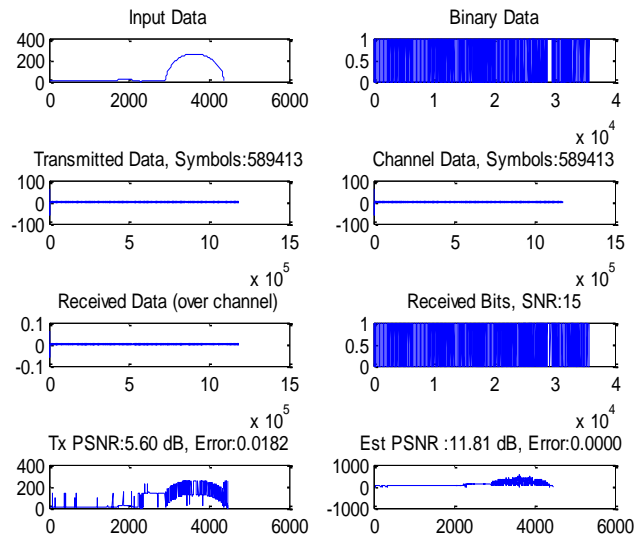 Input Data
400
200
0
0 2000 4000 6000
Binary Data
1
0.5
0
0 1 2 3 4
x 10^4
Transmitted Data, Symbols:589413
100
0
-100
0 5 10 15
x 10^5
Channel Data, Symbols:589413
100
0
-100
0 5 10 15
x 10^5
Received Data (over channel)
0.1
0
-0.1
0 5 10 15
x 10^5
Received Bits, SNR:15
1
0.5
0
0 1 2 3 4
x 10^4
Tx PSNR:5.60 dB, Error:0.0182
400
200
0
0 2000 4000 6000
Est PSNR :11.81 dB, Error:0.0000
1000
0
-1000
0 2000 4000 6000